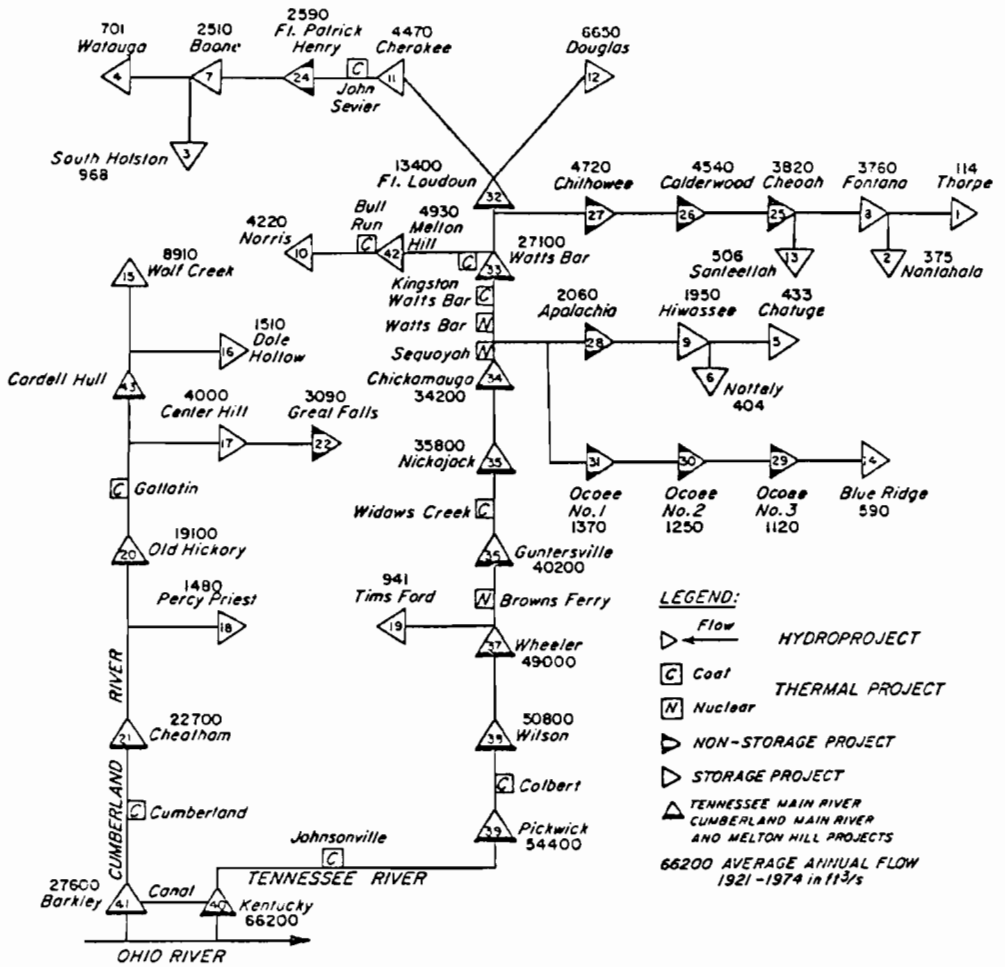 701
Watauga
4
2510
Boone
7
2590
Ft. Patrick
Henry
24
C
John
Sevier
4470
Cherokee
11
6650
Douglas
12
3
South Holston
968
13400
Ft. Loudoun
32
4720
Chilhowee
27
4540
Calderwood
26
3820
Cheoah
25
3760
Fontana
8
114
Thorpe
1
506
Santeetlah
13
2
375
Nantahala
4220
Norris
10
Bull
Run
C
4930
Melton
Hill
42
C
Kingston
27100
Watts Bar
33
Watts Bar
C
Watts Bar
N
Sequoyah
N
Chickamauga
34
34200
2060
Apalachia
28
1950
Hiwassee
9
433
Chatuge
5
6
Nottely
404
8910
Wolf Creek
15
1510
Dale
Hollow
16
Cordell Hull
43
4000
Center Hill
17
3090
Great Falls
22
C
Gallatin
19100
Old Hickory
20
1480
Percy Priest
18
35800
Nickajack
35
31
Ocoee
No.1
1370
30
Ocoee
No.2
1250
29
Ocoee
No.3
1120
14
Blue Ridge
590
Widows Creek
C
35
Guntersville
40200
N
Browns Ferry
941
Tims Ford
19
37
Wheeler
49000
50800
Wilson
C
Colbert
39
Pickwick
54400
RIVER
CUMBERLAND
22700
Cheatham
21
C
Cumberland
Johnsonville
C
TENNESSEE RIVER
27600
Barkley
41
Canal
40
Kentucky
66200
OHIO RIVER
LEGEND:
Flow
HYDROPROJECT
C
Coal
THERMAL PROJECT
N
Nuclear
NON-STORAGE PROJECT
STORAGE PROJECT
TENNESSEE MAIN RIVER
CUMBERLAND MAIN RIVER
AND MELTON HILL PROJECTS
66200 AVERAGE ANNUAL FLOW
1921-1974 in ft3/s